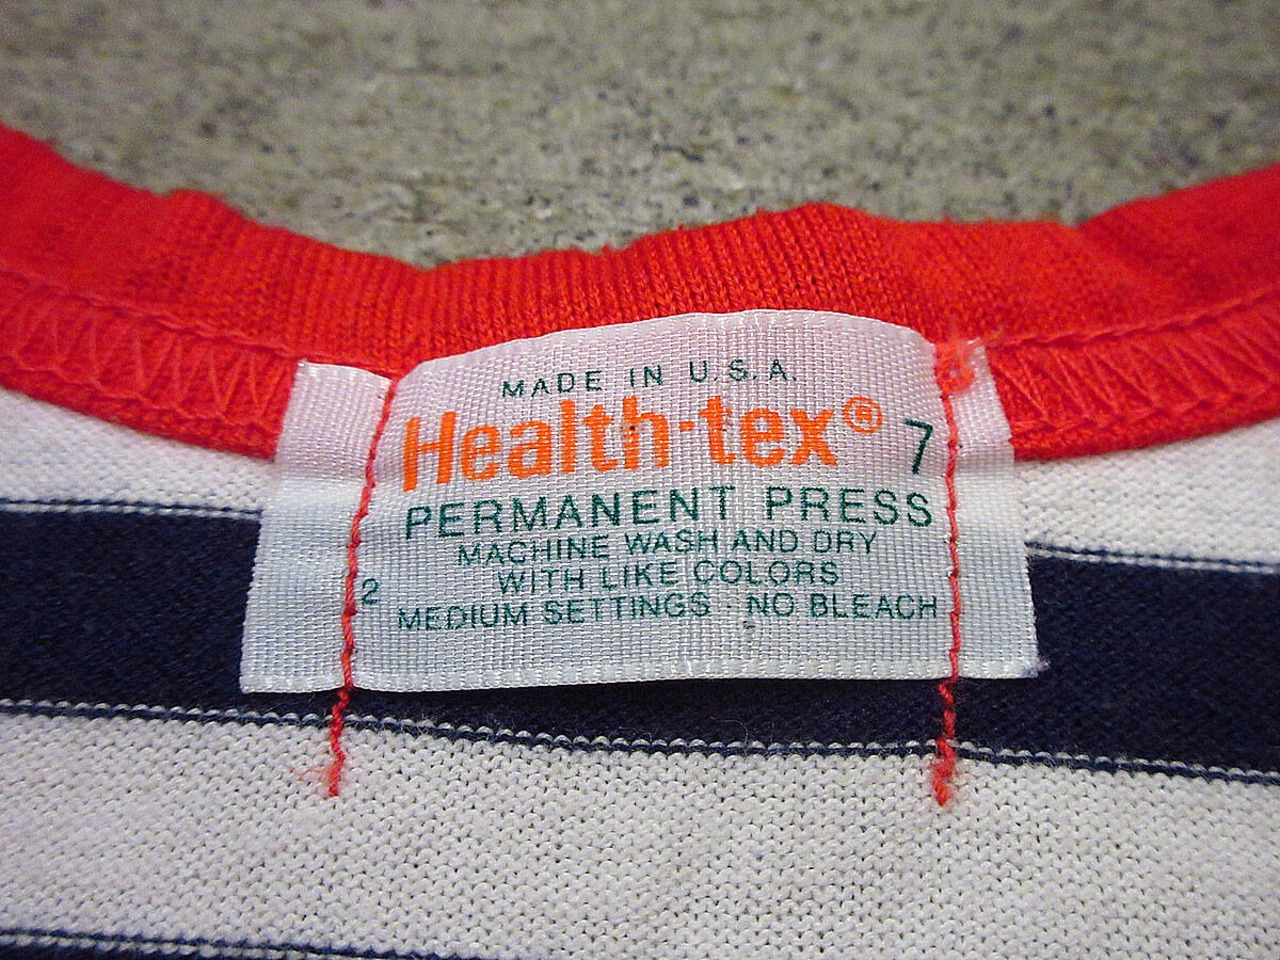 MADE IN U.S.A.
Health-tex® 7
PERMANENT PRESS
MACHINE WASH AND DRY
2 WITH LIKE COLORS
MEDIUM SETTINGS · NO BLEACH